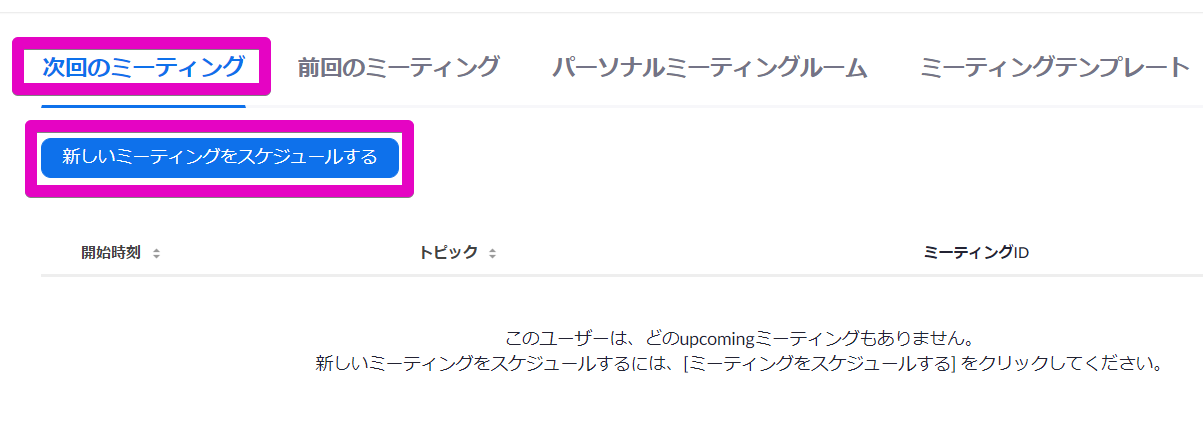 次回のミーティング 前回のミーティング パーソナルミーティングルーム ミーティングテンプレート
新しいミーティングをスケジュールする
開始時刻 トピック ミーティングID
このユーザーは、どのupcomingミーティングもありません。
新しいミーティングをスケジュールするには、[ミーティングをスケジュールする] をクリックしてください。